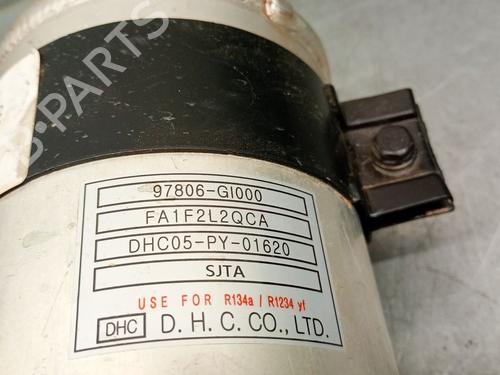 B-PARTS
97806-GI000
FA1F2L2QCA
DHC05-PY-01620
SJTA
USE FOR R134a / R1234 yf
DHC D. H. C. CO., LTD.